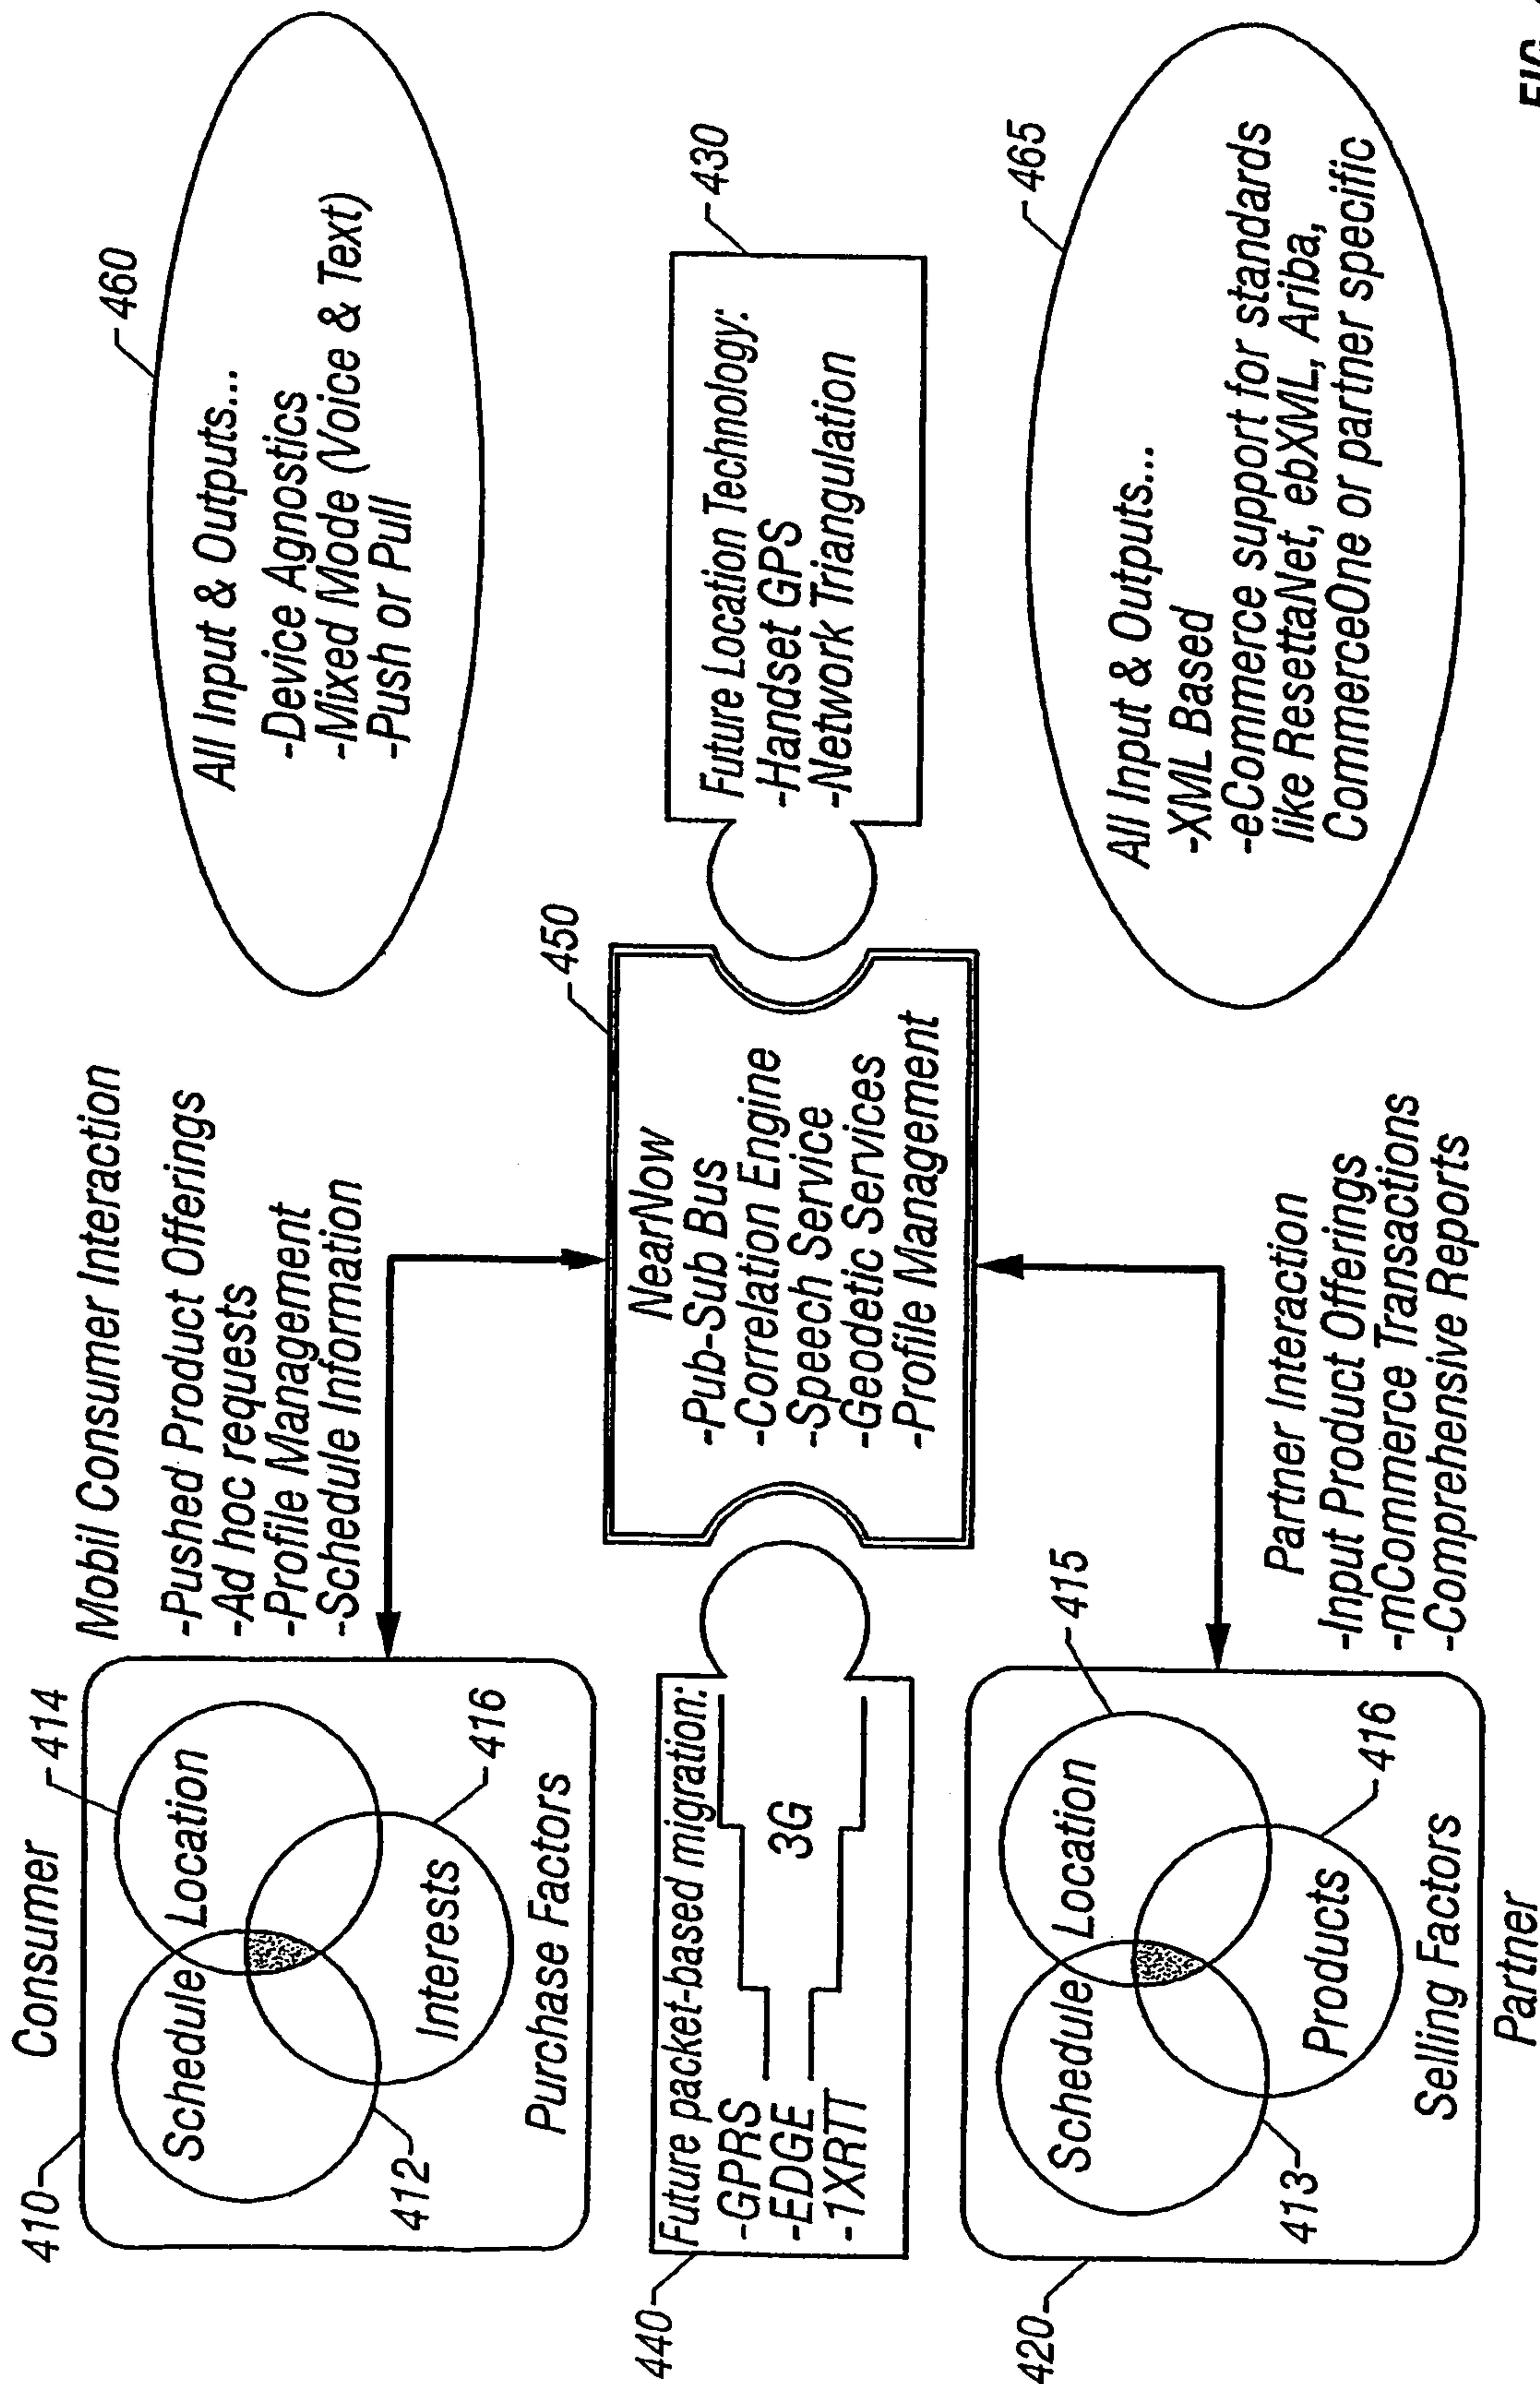 410
Consumer
414
Schedule
Location
Interests
412
416
Purchase Factors
Mobil Consumer Interaction
-Pushed Product Offerings
-Ad hoc requests
-Profile Management
-Schedule Information
460
All Input & Outputs...
-Device Agnostics
-Mixed Mode (Voice & Text)
-Push or Pull
440
Future packet-based migration:
-GPRS
-EDGE
-1XRTT
3G
450
NearNow
-Pub-Sub Bus
-Correlation Engine
-Speech Service
-Geodetic Services
-Profile Management
430
Future Location Technology:
-Handset GPS
-Network Triangulation
420
415
Schedule
Location
Products
413
416
Selling Factors
Partner
Partner Interaction
-Input Product Offerings
-mCommerce Transactions
-Comprehensive Reports
465
All Input & Outputs...
-XML Based
-eCommerce support for standards
like ResettaNet, ebXML, Ariba,
CommerceOne or partner specific
FIG.